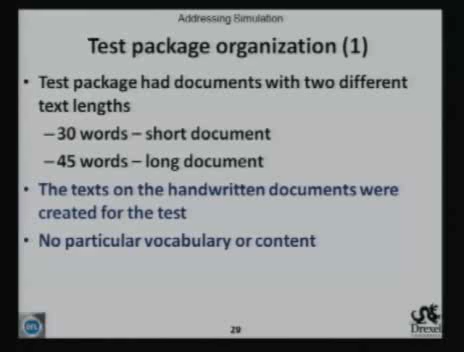 Addressing Simulation
Test package organization (1)
• Test package had documents with two different
text lengths
–30 words – short document
–45 words – long document
• The texts on the handwritten documents were
created for the test
• No particular vocabulary or content
29
Drexel